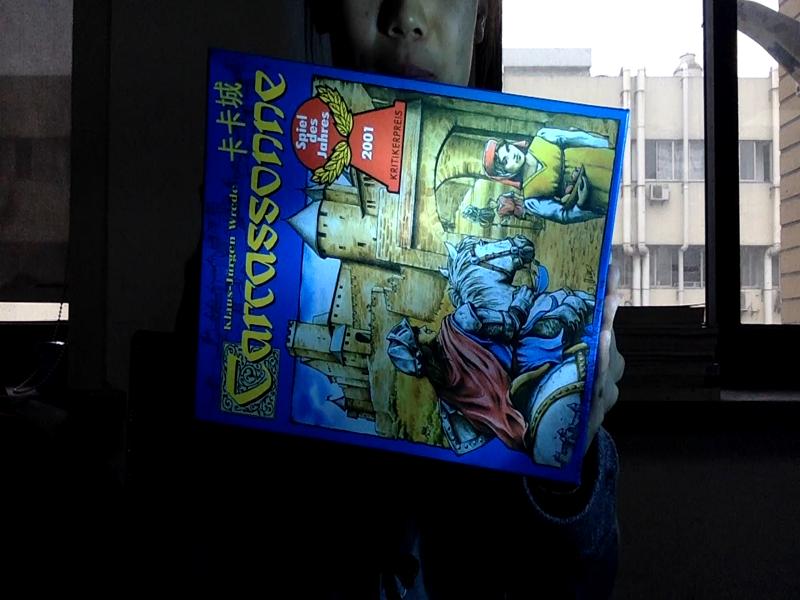 卡卡城
Klaus-Jürgen Wrede
Carcassonne
Spiel
des
Jahres
2001
KRITIKERPREIS